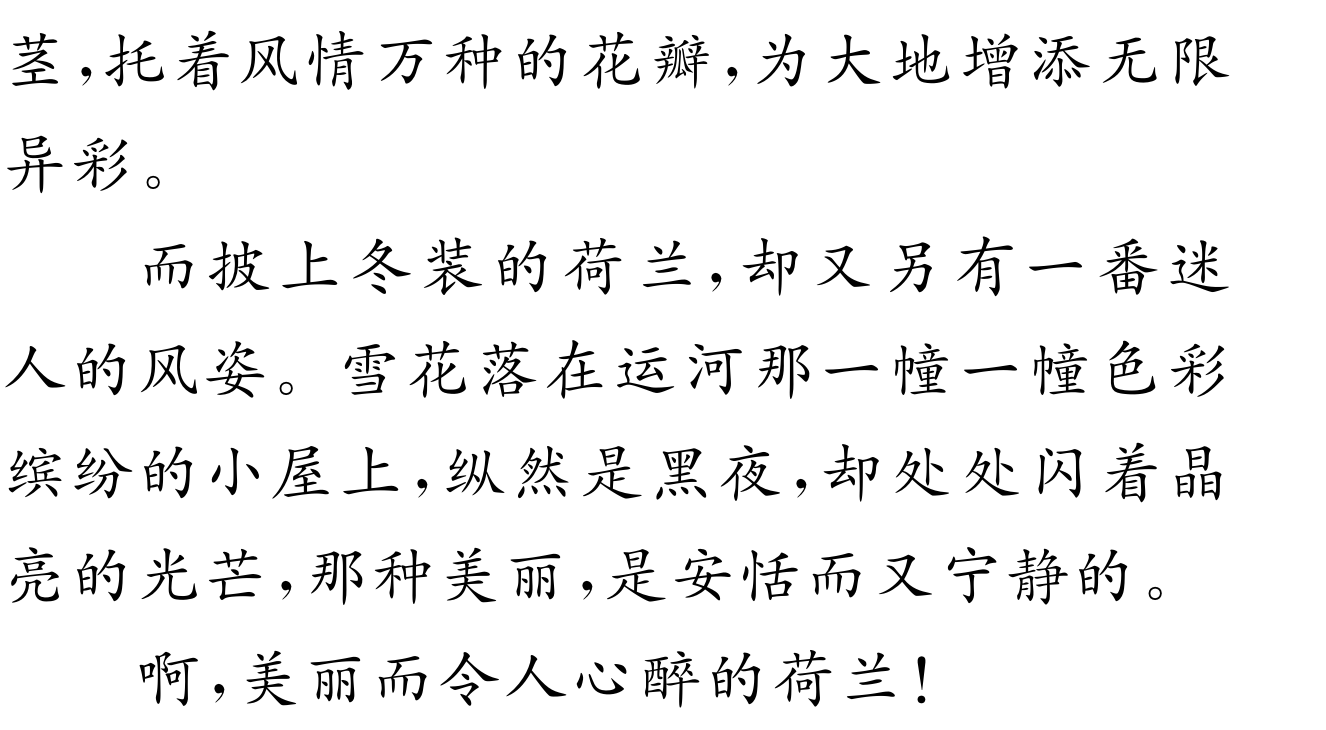 茎,托着风情万种的花瓣,为大地增添无限
异彩。
而披上冬装的荷兰,却又另有一番迷
人的风姿。雪花落在运河那一幢一幢色彩
缤纷的小屋上,纵然是黑夜,却处处闪着晶
亮的光芒,那种美丽,是安恬而又宁静的。
啊,美丽而令人心醉的荷兰!